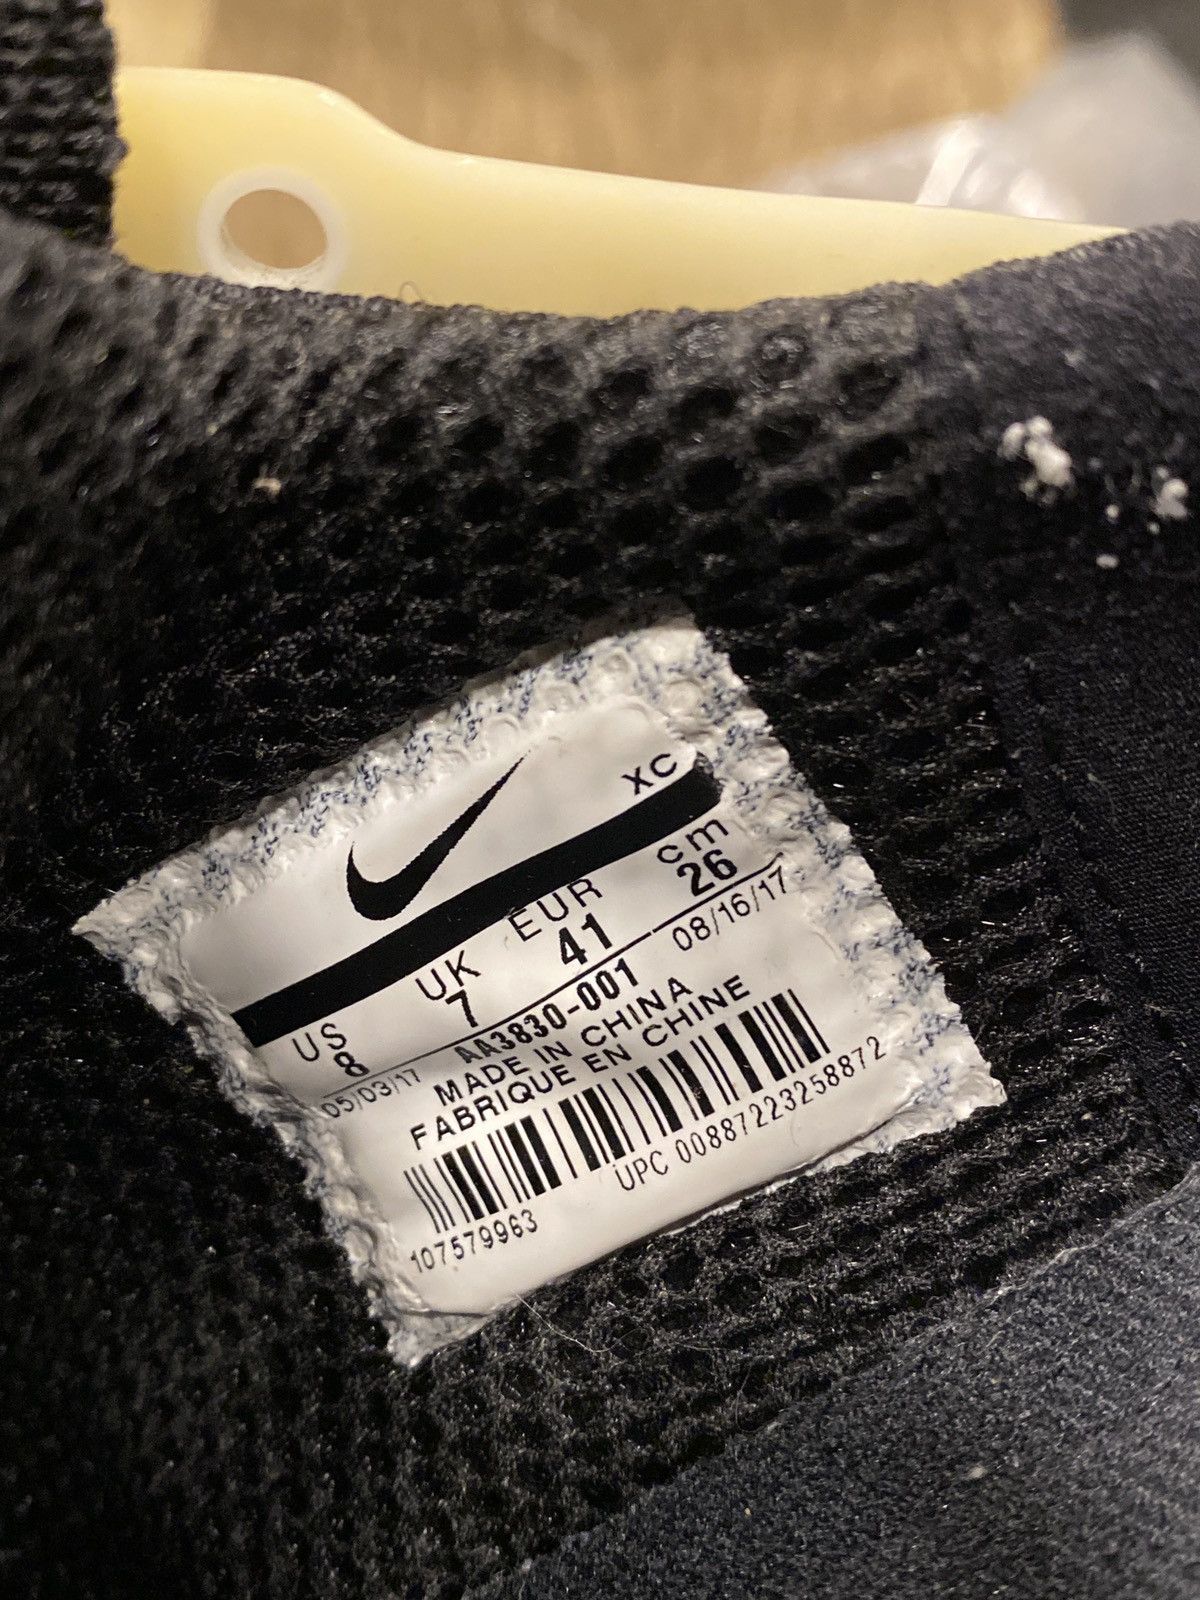 XC
US UK EUR cm
8 7 41 26
05/03/17 AA3830-001 08/16/17
MADE IN CHINA
FABRIQUE EN CHINE
107579963 UPC 00887223258872